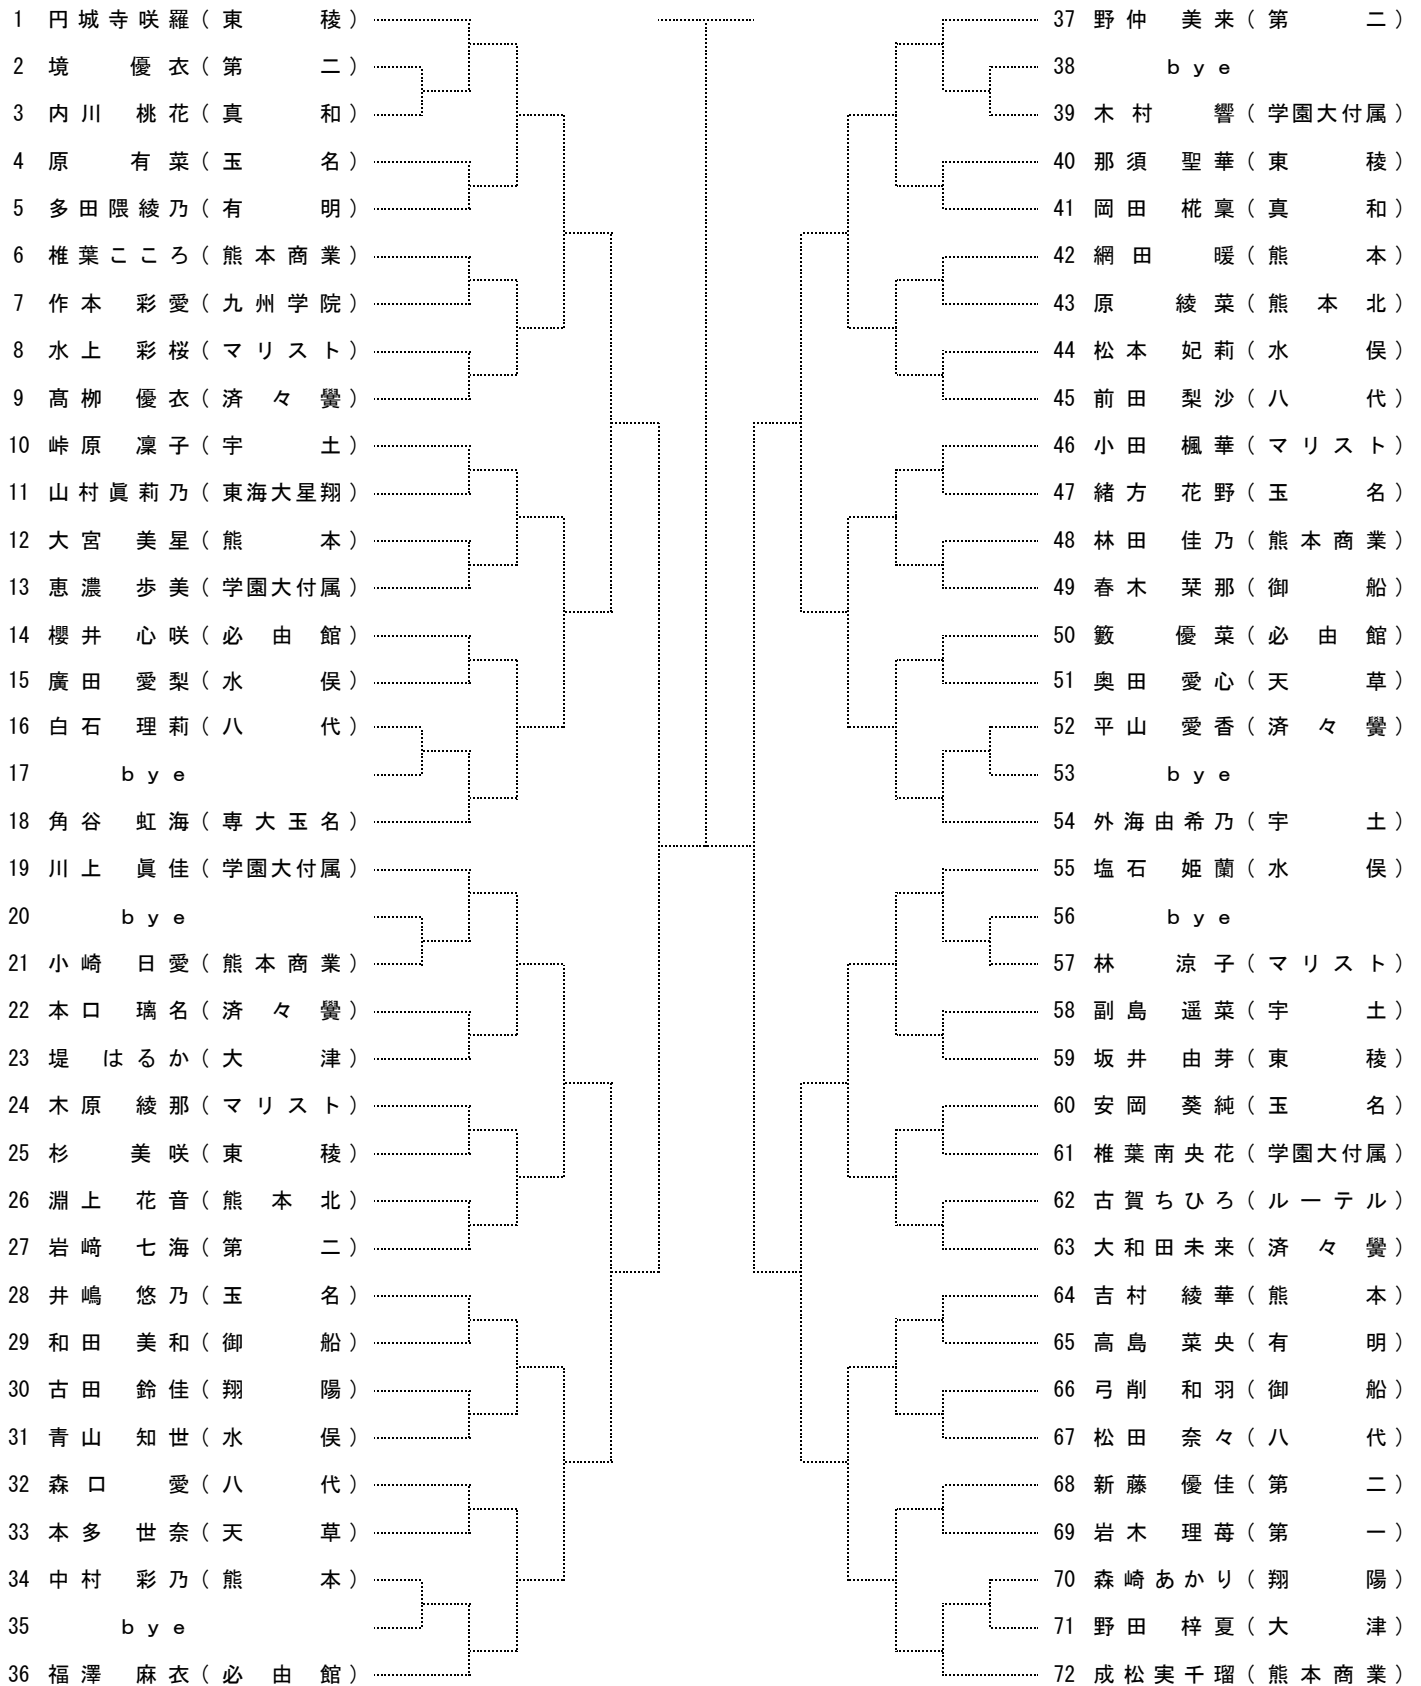 1 円城寺咲羅（東稜）
2 境 優衣（第二）
3 内川 桃花（真和）
4 原 有菜（玉名）
5 多田隈綾乃（有明）
6 椎葉こころ（熊本商業）
7 作本 彩愛（九州学院）
8 水上 彩桜（マリスト）
9 髙栁 優衣（済々黌）
10 峠原 凜子（宇土）
11 山村眞莉乃（東海大星翔）
12 大宮 美星（熊本）
13 恵濃 歩美（学園大付属）
14 櫻井 心咲（必由館）
15 廣田 愛梨（水俣）
16 白石 理莉（八代）
17 ｂｙｅ
18 角谷 虹海（専大玉名）
19 川上 眞佳（学園大付属）
20 ｂｙｅ
21 小崎 日愛（熊本商業）
22 本口 璃名（済々黌）
23 堤 はるか（大津）
24 木原 綾那（マリスト）
25 杉 美咲（東稜）
26 淵上 花音（熊本北）
27 岩﨑 七海（第二）
28 井嶋 悠乃（玉名）
29 和田 美和（御船）
30 古田 鈴佳（翔陽）
31 青山 知世（水俣）
32 森口 愛（八代）
33 本多 世奈（天草）
34 中村 彩乃（熊本）
35 ｂｙｅ
36 福澤 麻衣（必由館）
37 野仲 美来（第二）
38 ｂｙｅ
39 木村 響（学園大付属）
40 那須 聖華（東稜）
41 岡田 椛稟（真和）
42 網田 暖（熊本）
43 原 綾菜（熊本北）
44 松本 妃莉（水俣）
45 前田 梨沙（八代）
46 小田 楓華（マリスト）
47 緒方 花野（玉名）
48 林田 佳乃（熊本商業）
49 春木 栞那（御船）
50 籔 優菜（必由館）
51 奥田 愛心（天草）
52 平山 愛香（済々黌）
53 ｂｙｅ
54 外海由希乃（宇土）
55 塩石 姫蘭（水俣）
56 ｂｙｅ
57 林 涼子（マリスト）
58 副島 遥菜（宇土）
59 坂井 由芽（東稜）
60 安岡 葵純（玉名）
61 椎葉南央花（学園大付属）
62 古賀ちひろ（ルーテル）
63 大和田未来（済々黌）
64 吉村 綾華（熊本）
65 高島 菜央（有明）
66 弓削 和羽（御船）
67 松田 奈々（八代）
68 新藤 優佳（第二）
69 岩木 理苺（第一）
70 森崎あかり（翔陽）
71 野田 梓夏（大津）
72 成松実千瑠（熊本商業）